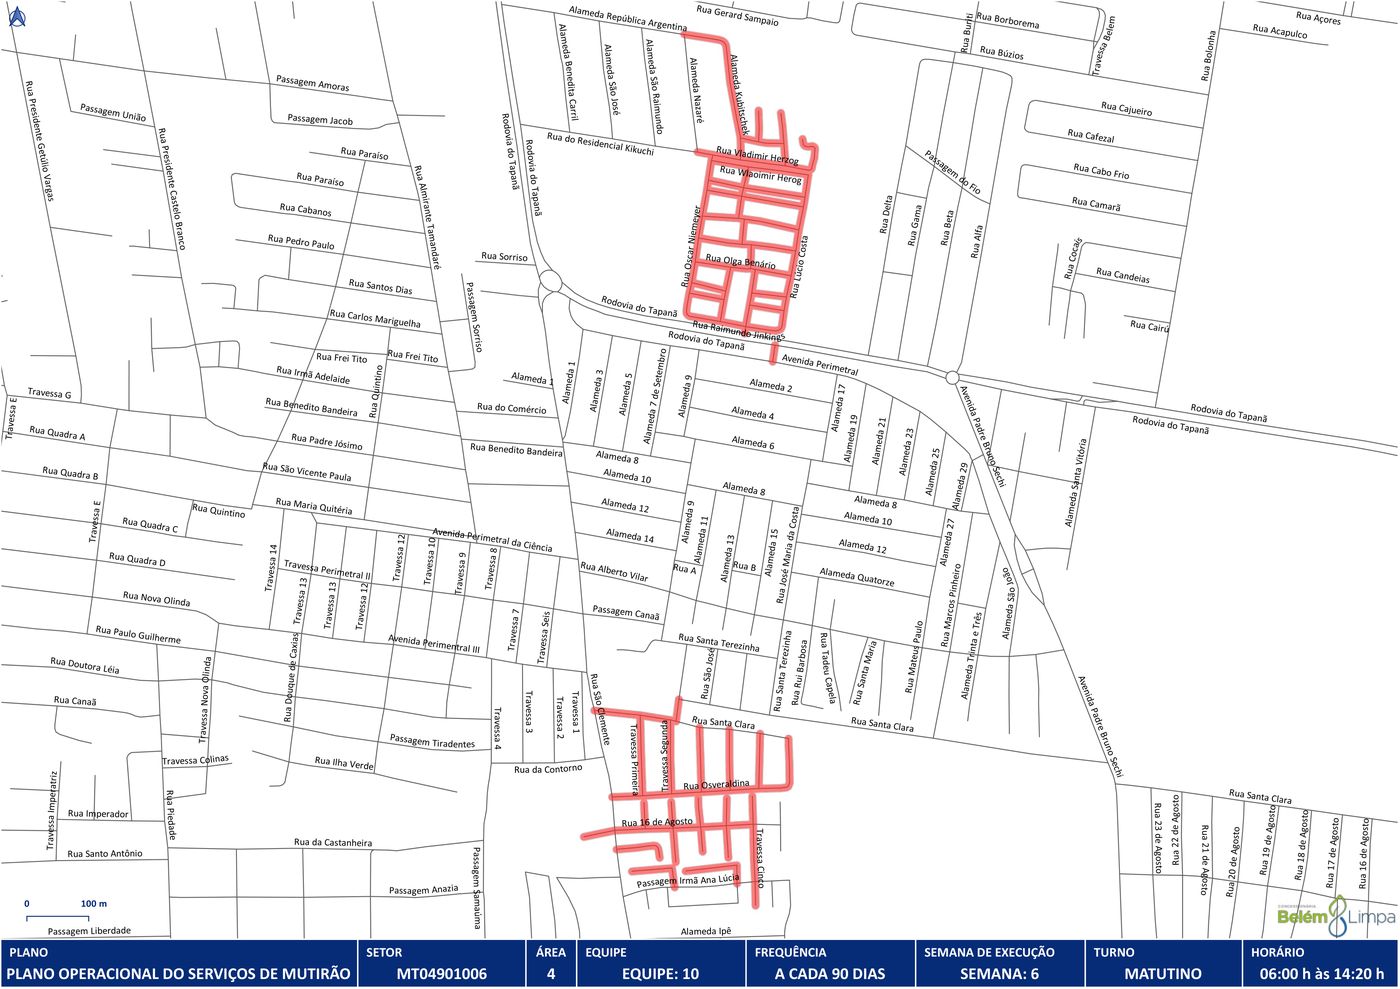 Alameda República Argentina
Rua Gerard Sampaio
Rua Buriti
Rua Borborema
Travessa Belem
Rua Açores
Rua Acapulco
Rua Búzios
Rua Bolonha
Rua Presidente Getúlio Vargas
Passagem Amoras
Passagem União
Passagem Jacob
Rua Presidente Castelo Branco
Rua Paraíso
Rua Paraíso
Rua Cabanos
Rua Pedro Paulo
Rua Santos Dias
Rua Carlos Mariguelha
Rua Almirante Tamandaré
Alameda Benedita Carril
Alameda São José
Alameda São Raimundo
Alameda Nazaré
Alameda Kubitschek
Rodovia do Tapanã
Rodovia do Tapanã
Rua do Residencial Kikuchi
Rua Vladimir Herzog
Rua Wlaoimir Herog
Rua Oscar Niemeyer
Rua Olga Benário
Rua Lúcio Costa
Rua Raimundo Jinkings
Rua Cajueiro
Rua Cafezal
Rua Cabo Frio
Rua Camarã
Passagem do Fio
Rua Delta
Rua Gama
Rua Beta
Rua Alfa
Rua Cocais
Rua Candeias
Rua Cairú
Rua Sorriso
Passagem Sorriso
Rodovia do Tapanã
Rodovia do Tapanã
Avenida Perimetral
Rua Frei Tito
Rua Frei Tito
Rua Irmã Adelaide
Rua Quintino
Rua Benedito Bandeira
Rua Padre Jósimo
Rua São Vicente Paula
Rua Maria Quitéria
Travessa G
Travessa E
Rua Quadra A
Rua Quadra B
Rua Quintino
Travessa E
Rua Quadra C
Rua Quadra D
Alameda 1
Alameda 1
Rua do Comércio
Rua Benedito Bandeira
Alameda 3
Alameda 5
Alameda 7 de Setembro
Alameda 9
Alameda 2
Alameda 4
Alameda 6
Alameda 17
Alameda 19
Alameda 21
Alameda 23
Alameda 25
Alameda 29
Avenida Padre Bruno Sechi
Rodovia do Tapanã
Rodovia do Tapanã
Alameda Santa Vitória
Alameda 8
Alameda 10
Alameda 12
Alameda 14
Alameda 8
Alameda 9
Alameda 11
Alameda 13
Alameda 15
Rua A
Rua B
Rua José Maria da Costa
Alameda 8
Alameda 10
Alameda 12
Alameda Quatorze
Alameda 27
Rua Marcos Pinheiro
Alameda São João
Avenida Perimetral da Ciência
Travessa 14
Travessa Perimetral II
Travessa 13
Travessa 13
Travessa 12
Travessa 12
Travessa 10
Travessa 9
Travessa 8
Rua Alberto Vilar
Passagem Canaã
Rua Nova Olinda
Rua Paulo Guilherme
Avenida Perimentral III
Travessa 7
Travessa Seis
Rua Santa Terezinha
Rua São José
Rua Santa Terezinha
Rua Rui Barbosa
Rua Tadeu Capela
Rua Santa Maria
Rua Mateus Paulo
Alameda Trinta e Três
Rua Doutora Léia
Rua Canaã
Travessa Nova Olinda
Rua Douque de Caxias
Passagem Tiradentes
Rua Ilha Verde
Travessa Colinas
Travessa 4
Travessa 3
Travessa 2
Travessa 1
Rua São Clemente
Rua da Contorno
Rua Santa Clara
Rua Santa Clara
Avenida Padre Bruno Sechi
Travessa Primeira
Travessa Segunda
Rua Osveraldina
Rua 16 de Agosto
Travessa Cinco
Passagem Irmã Ana Lúcia
Alameda Ipê
Travessa Imperatriz
Rua Imperador
Rua Santo Antônio
Rua Piedade
Rua da Castanheira
Passagem Anazia
Passagem Samaúma
Passagem Liberdade
Rua Santa Clara
Rua 23 de Agosto
Rua 22 de Agosto
Rua 21 de Agosto
Rua 20 de Agosto
Rua 19 de Agosto
Rua 18 de Agosto
Rua 17 de Agosto
Rua 16 de Agosto
0 100 m
CONCESSIONÁRIA
Belém Limpa
PLANO
PLANO OPERACIONAL DO SERVIÇOS DE MUTIRÃO
SETOR
MT04901006
ÁREA
4
EQUIPE
EQUIPE: 10
FREQUÊNCIA
A CADA 90 DIAS
SEMANA DE EXECUÇÃO
SEMANA: 6
TURNO
MATUTINO
HORÁRIO
06:00 h às 14:20 h